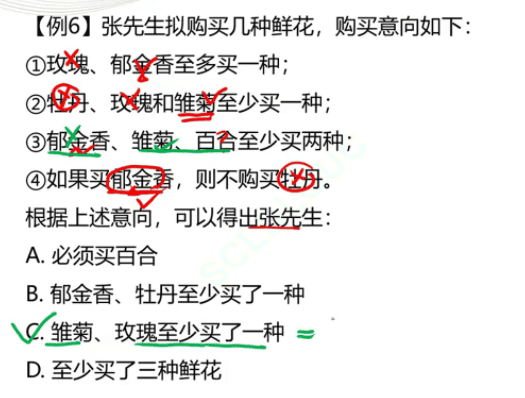 【例6】张先生拟购买几种鲜花，购买意向如下：
①玫瑰、郁金香至多买一种；
②牡丹、玫瑰和雏菊至少买一种；
③郁金香、雏菊、百合至少买两种；
④如果买郁金香，则不购买牡丹。
根据上述意向，可以得出张先生：
A. 必须买百合
B. 郁金香、牡丹至少买了一种
C. 雏菊、玫瑰至少买了一种
D. 至少买了三种鲜花